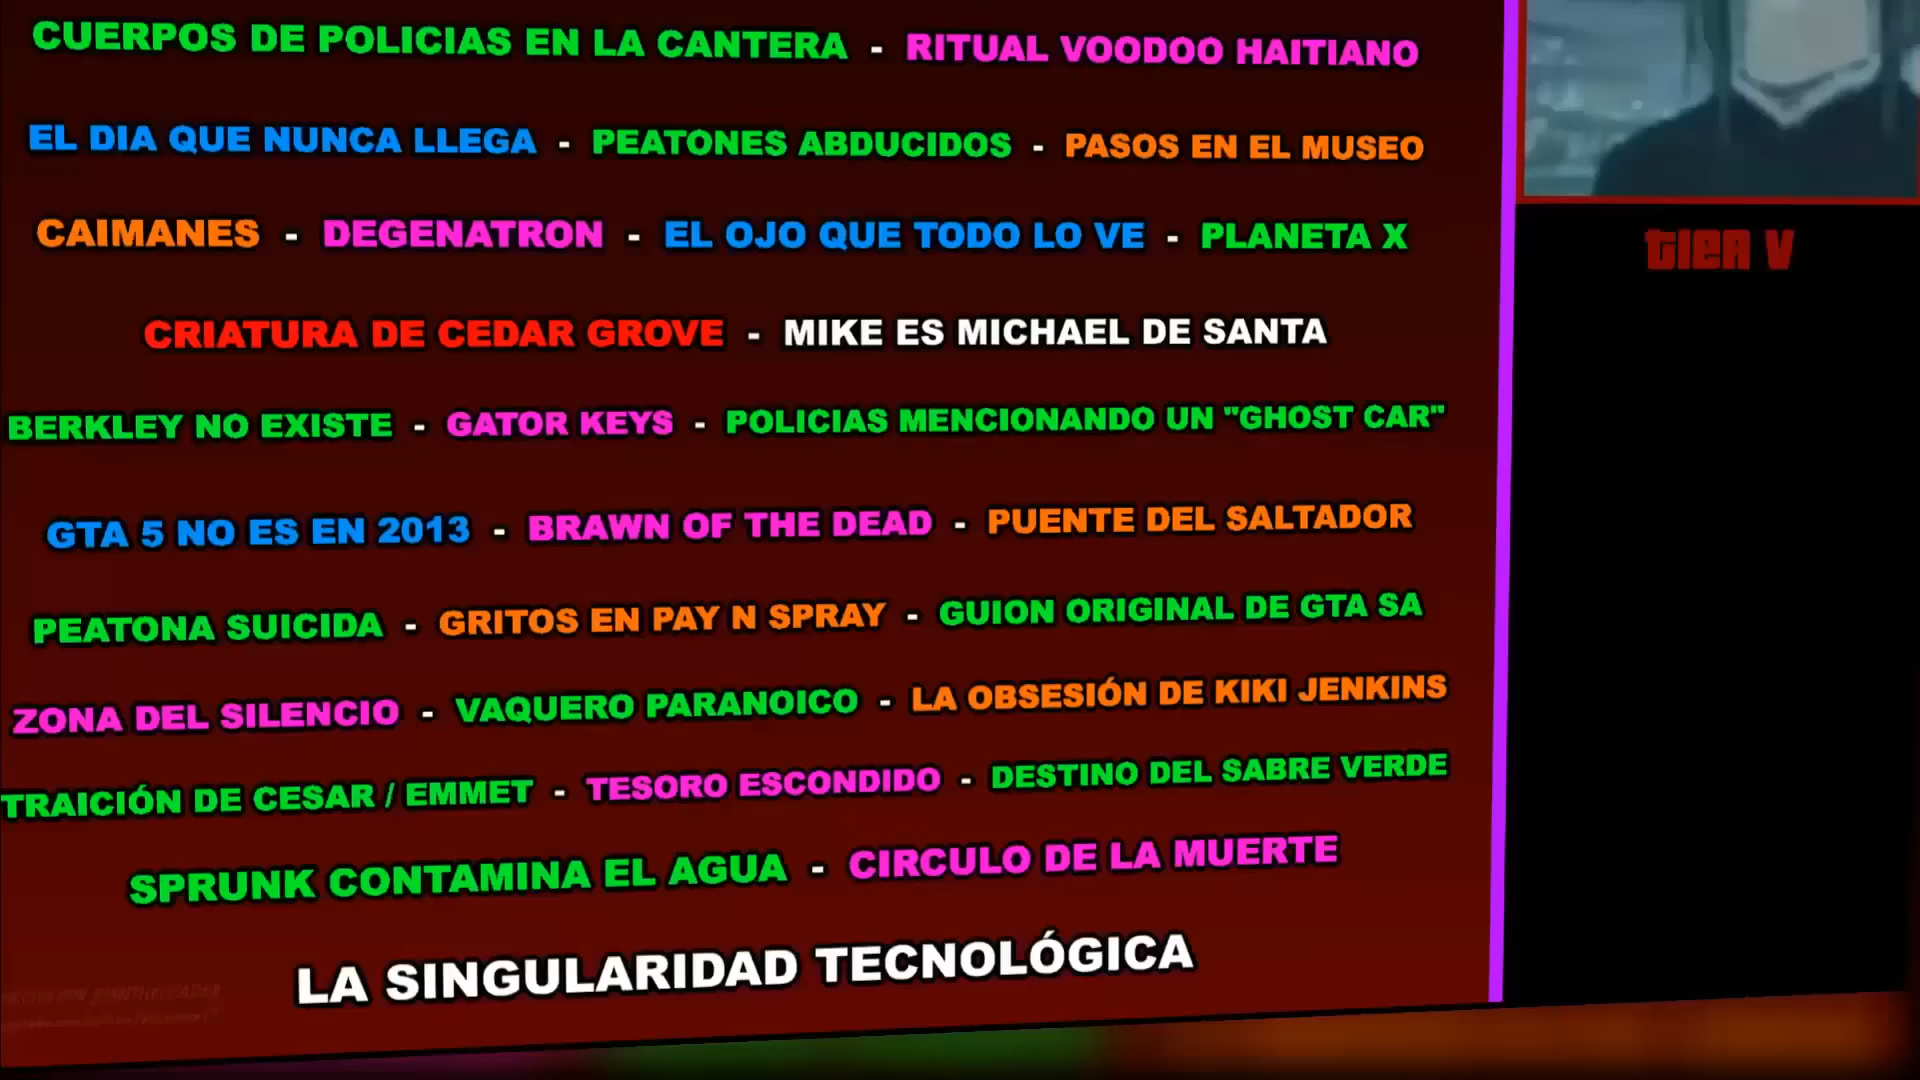 CUERPOS DE POLICIAS EN LA CANTERA - RITUAL VOODOO HAITIANO
EL DIA QUE NUNCA LLEGA - PEATONES ABDUCIDOS - PASOS EN EL MUSEO
CAIMANES - DEGENATRON - EL OJO QUE TODO LO VE - PLANETA X
TIER V
CRIATURA DE CEDAR GROVE - MIKE ES MICHAEL DE SANTA
BERKLEY NO EXISTE - GATOR KEYS - POLICIAS MENCIONANDO UN "GHOST CAR"
GTA 5 NO ES EN 2013 - BRAWN OF THE DEAD - PUENTE DEL SALTADOR
PEATONA SUICIDA - GRITOS EN PAY N SPRAY - GUION ORIGINAL DE GTA SA
ZONA DEL SILENCIO - VAQUERO PARANOICO - LA OBSESIÓN DE KIKI JENKINS
TRAICIÓN DE CESAR / EMMET - TESORO ESCONDIDO - DESTINO DEL SABRE VERDE
SPRUNK CONTAMINA EL AGUA - CIRCULO DE LA MUERTE
LA SINGULARIDAD TECNOLÓGICA